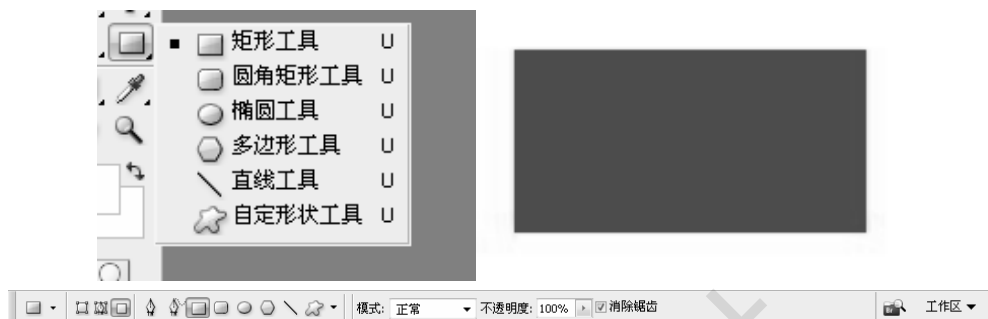 矩形工具 U
圆角矩形工具 U
椭圆工具 U
多边形工具 U
直线工具 U
自定形状工具 U
模式: 正常 不透明度: 100% 消除锯齿 工作区